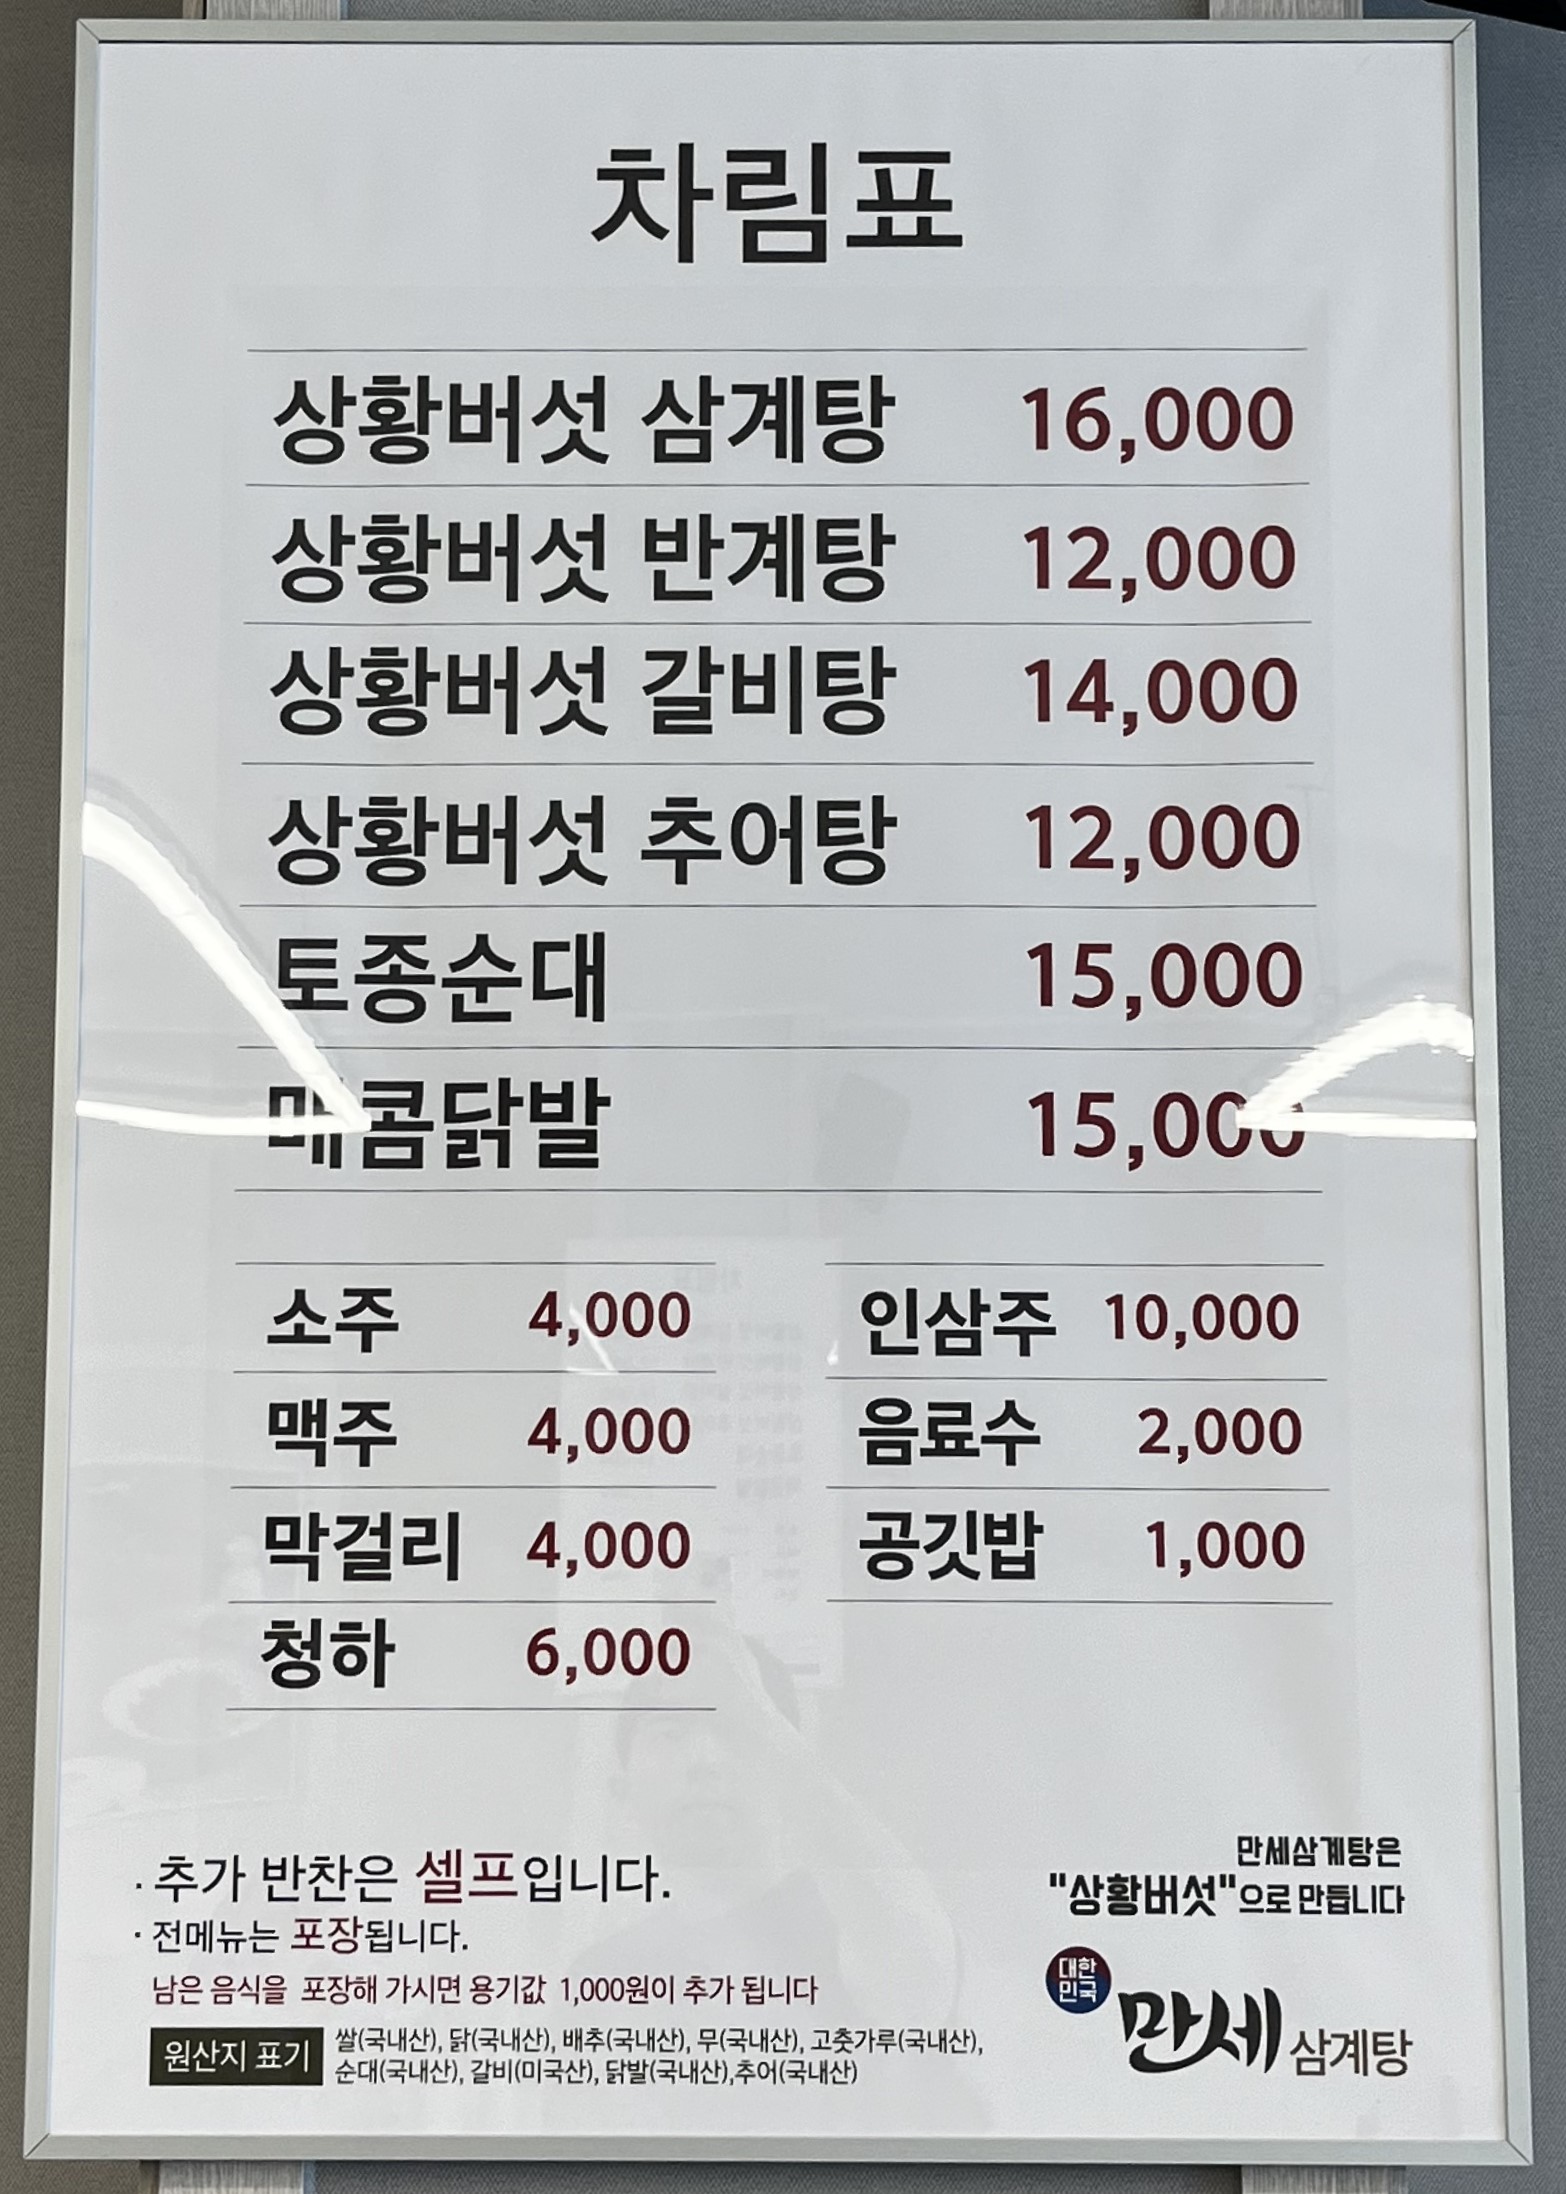 차림표
상황버섯 삼계탕 16,000
상황버섯 반계탕 12,000
상황버섯 갈비탕 14,000
상황버섯 추어탕 12,000
토종순대 15,000
매콤닭발 15,000
소주 4,000 인삼주 10,000
맥주 4,000 음료수 2,000
막걸리 4,000 공깃밥 1,000
청하 6,000
· 추가 반찬은 셀프입니다.
· 전메뉴는 포장됩니다.
남은 음식을 포장해 가시면 용기값 1,000원이 추가 됩니다
원산지 표기
쌀(국내산), 닭(국내산), 배추(국내산), 무(국내산), 고춧가루(국내산),
순대(국내산), 갈비(미국산), 닭발(국내산),추어(국내산)
만세삼계탕은
"상황버섯"으로 만듭니다
대한
민국
만세 삼계탕